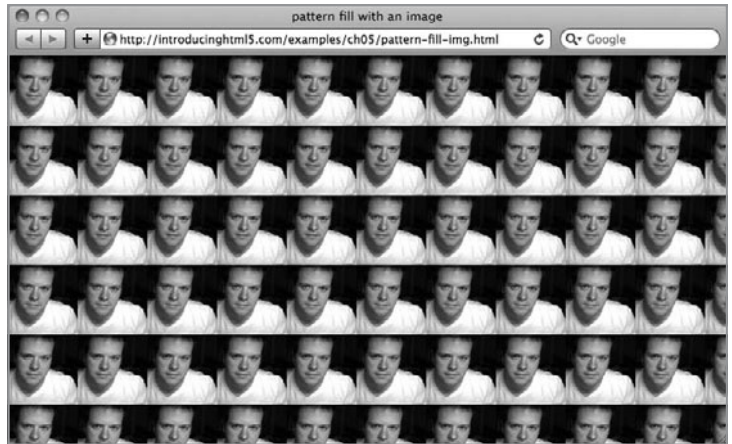 pattern fill with an image
http://introducinghtml5.com/examples/ch05/pattern-fill-img.html
Google